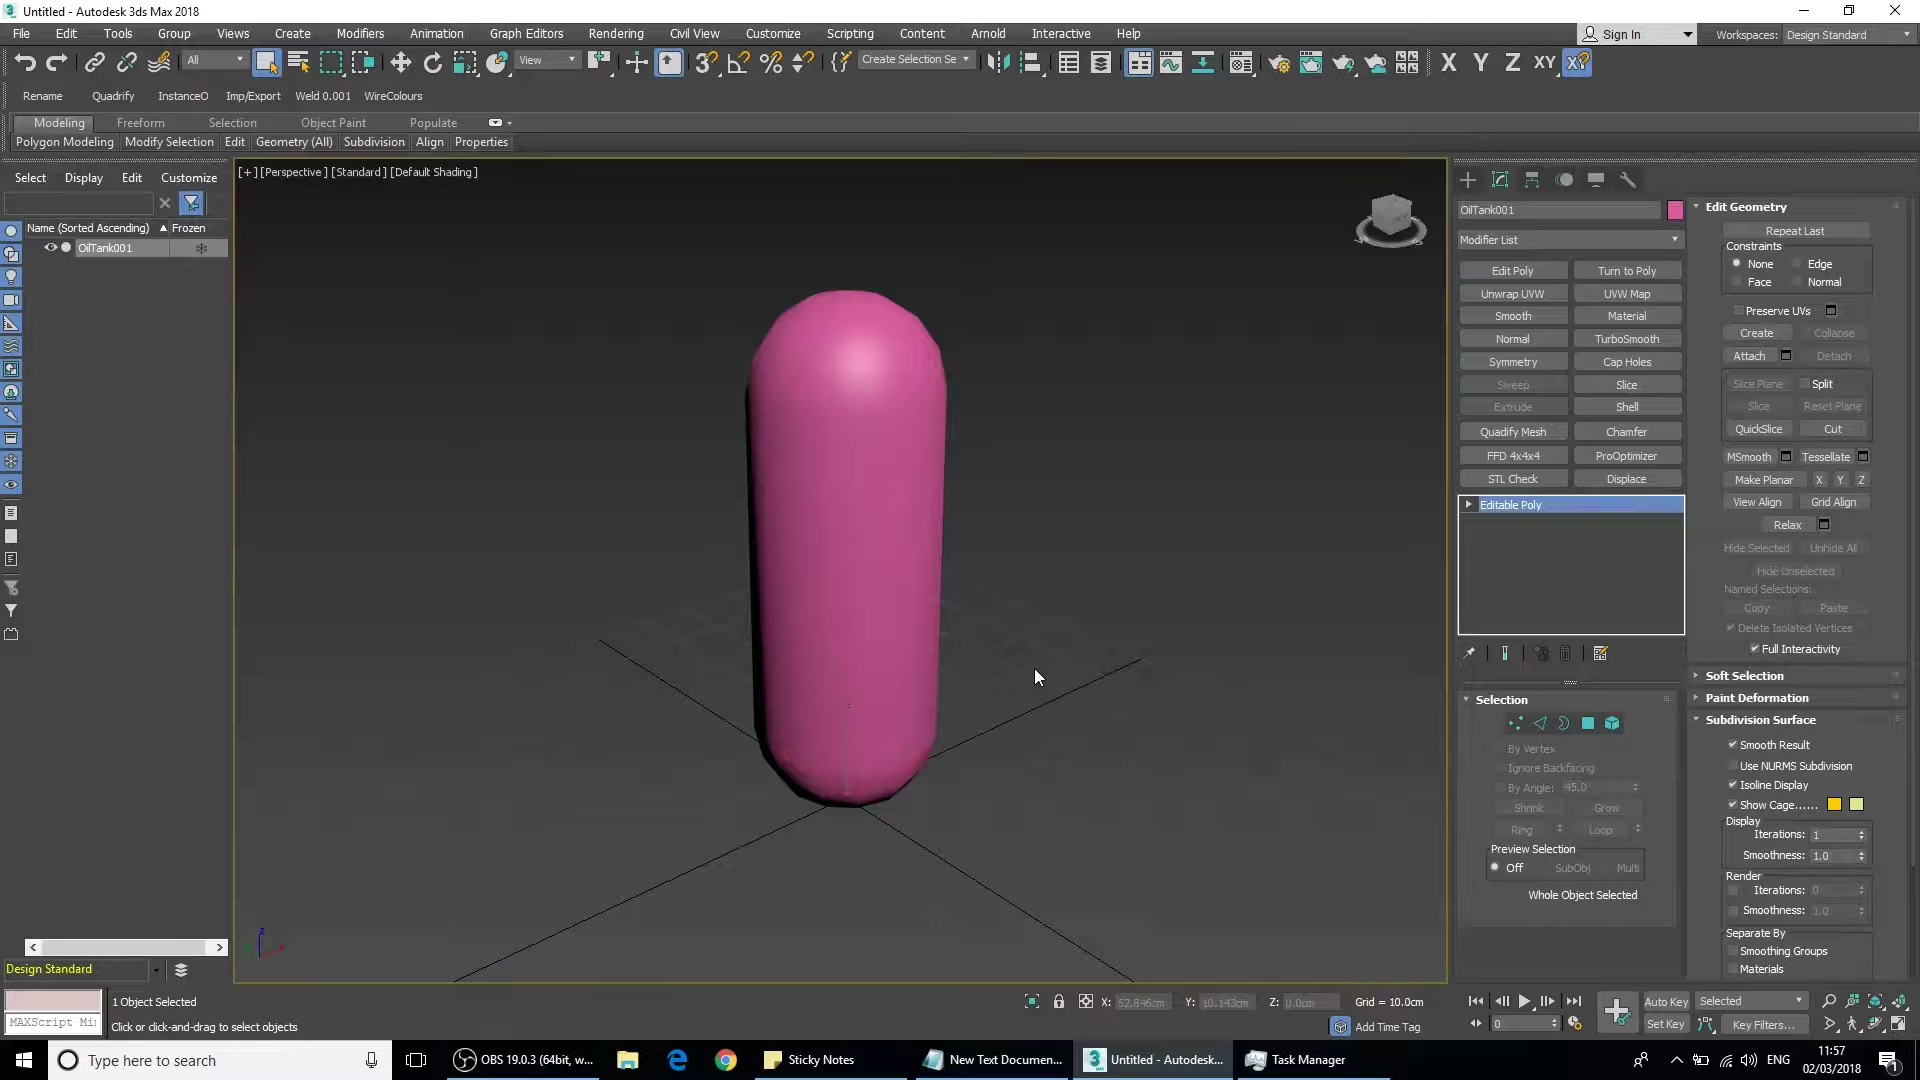 Untitled - Autodesk 3ds Max 2018
File Edit Tools Group Views Create Modifiers Animation Graph Editors Rendering Civil View Customize Scripting Content Arnold Interactive Help
Sign In Workspaces: Design Standard
All View Create Selection Se X Y Z XY XY
Rename Quadrify InstanceO Imp/Export Weld 0.001 WireColours
Modeling Freeform Selection Object Paint Populate
Polygon Modeling Modify Selection Edit Geometry (All) Subdivision Align Properties
Select Display Edit Customize
Name (Sorted Ascending) Frozen
OilTank001
[+] [Perspective ] [Standard ] [Default Shading ]
OilTank001
Modifier List
Edit Poly Turn to Poly
Unwrap UVW UVW Map
Smooth Material
Normal TurboSmooth
Symmetry Cap Holes
Sweep Slice
Extrude Shell
Quadify Mesh Chamfer
FFD 4x4x4 ProOptimizer
STL Check Displace
Editable Poly
Selection
By Vertex
Ignore Backfacing
By Angle: 45.0
Shrink Grow
Ring Loop
Preview Selection
Off SubObj Multi
Whole Object Selected
Edit Geometry
Repeat Last
Constraints
None Edge
Face Normal
Preserve UVs
Create Collapse
Attach Detach
Slice Plane Split
Slice Reset Plane
QuickSlice Cut
MSmooth Tessellate
Make Planar X Y Z
View Align Grid Align
Relax
Hide Selected Unhide All
Hide Unselected
Named Selections:
Copy Paste
Delete Isolated Vertices
Full Interactivity
Soft Selection
Paint Deformation
Subdivision Surface
Smooth Result
Use NURMS Subdivision
Isoline Display
Show Cage......
Display
Iterations: 1
Smoothness: 1.0
Render
Iterations: 0
Smoothness: 1.0
Separate By
Smoothing Groups
Materials
Design Standard
1 Object Selected
MAXScript Mi
Click or click-and-drag to select objects
X: 52.846cm Y: 10.143cm Z: 0.0cm Grid = 10.0cm
Add Time Tag
0
Auto Key Selected
Set Key Key Filters...
Type here to search
OBS 19.0.3 (64bit, w...
Sticky Notes
New Text Documen...
Untitled - Autodesk...
Task Manager
ENG
11:57
02/03/2018